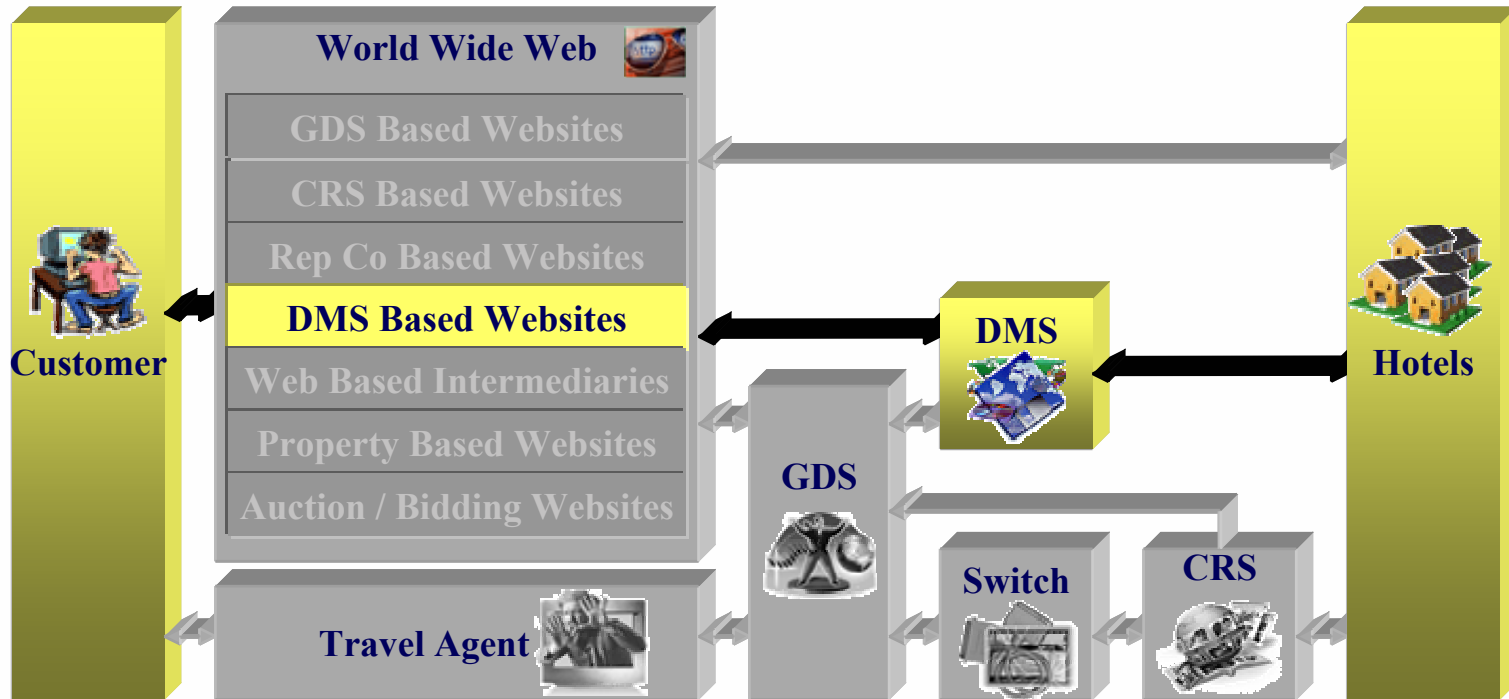 World Wide Web
GDS Based Websites
CRS Based Websites
Rep Co Based Websites
DMS Based Websites
Web Based Intermediaries
Property Based Websites
Auction / Bidding Websites
Customer
DMS
Hotels
GDS
Switch
CRS
Travel Agent
http